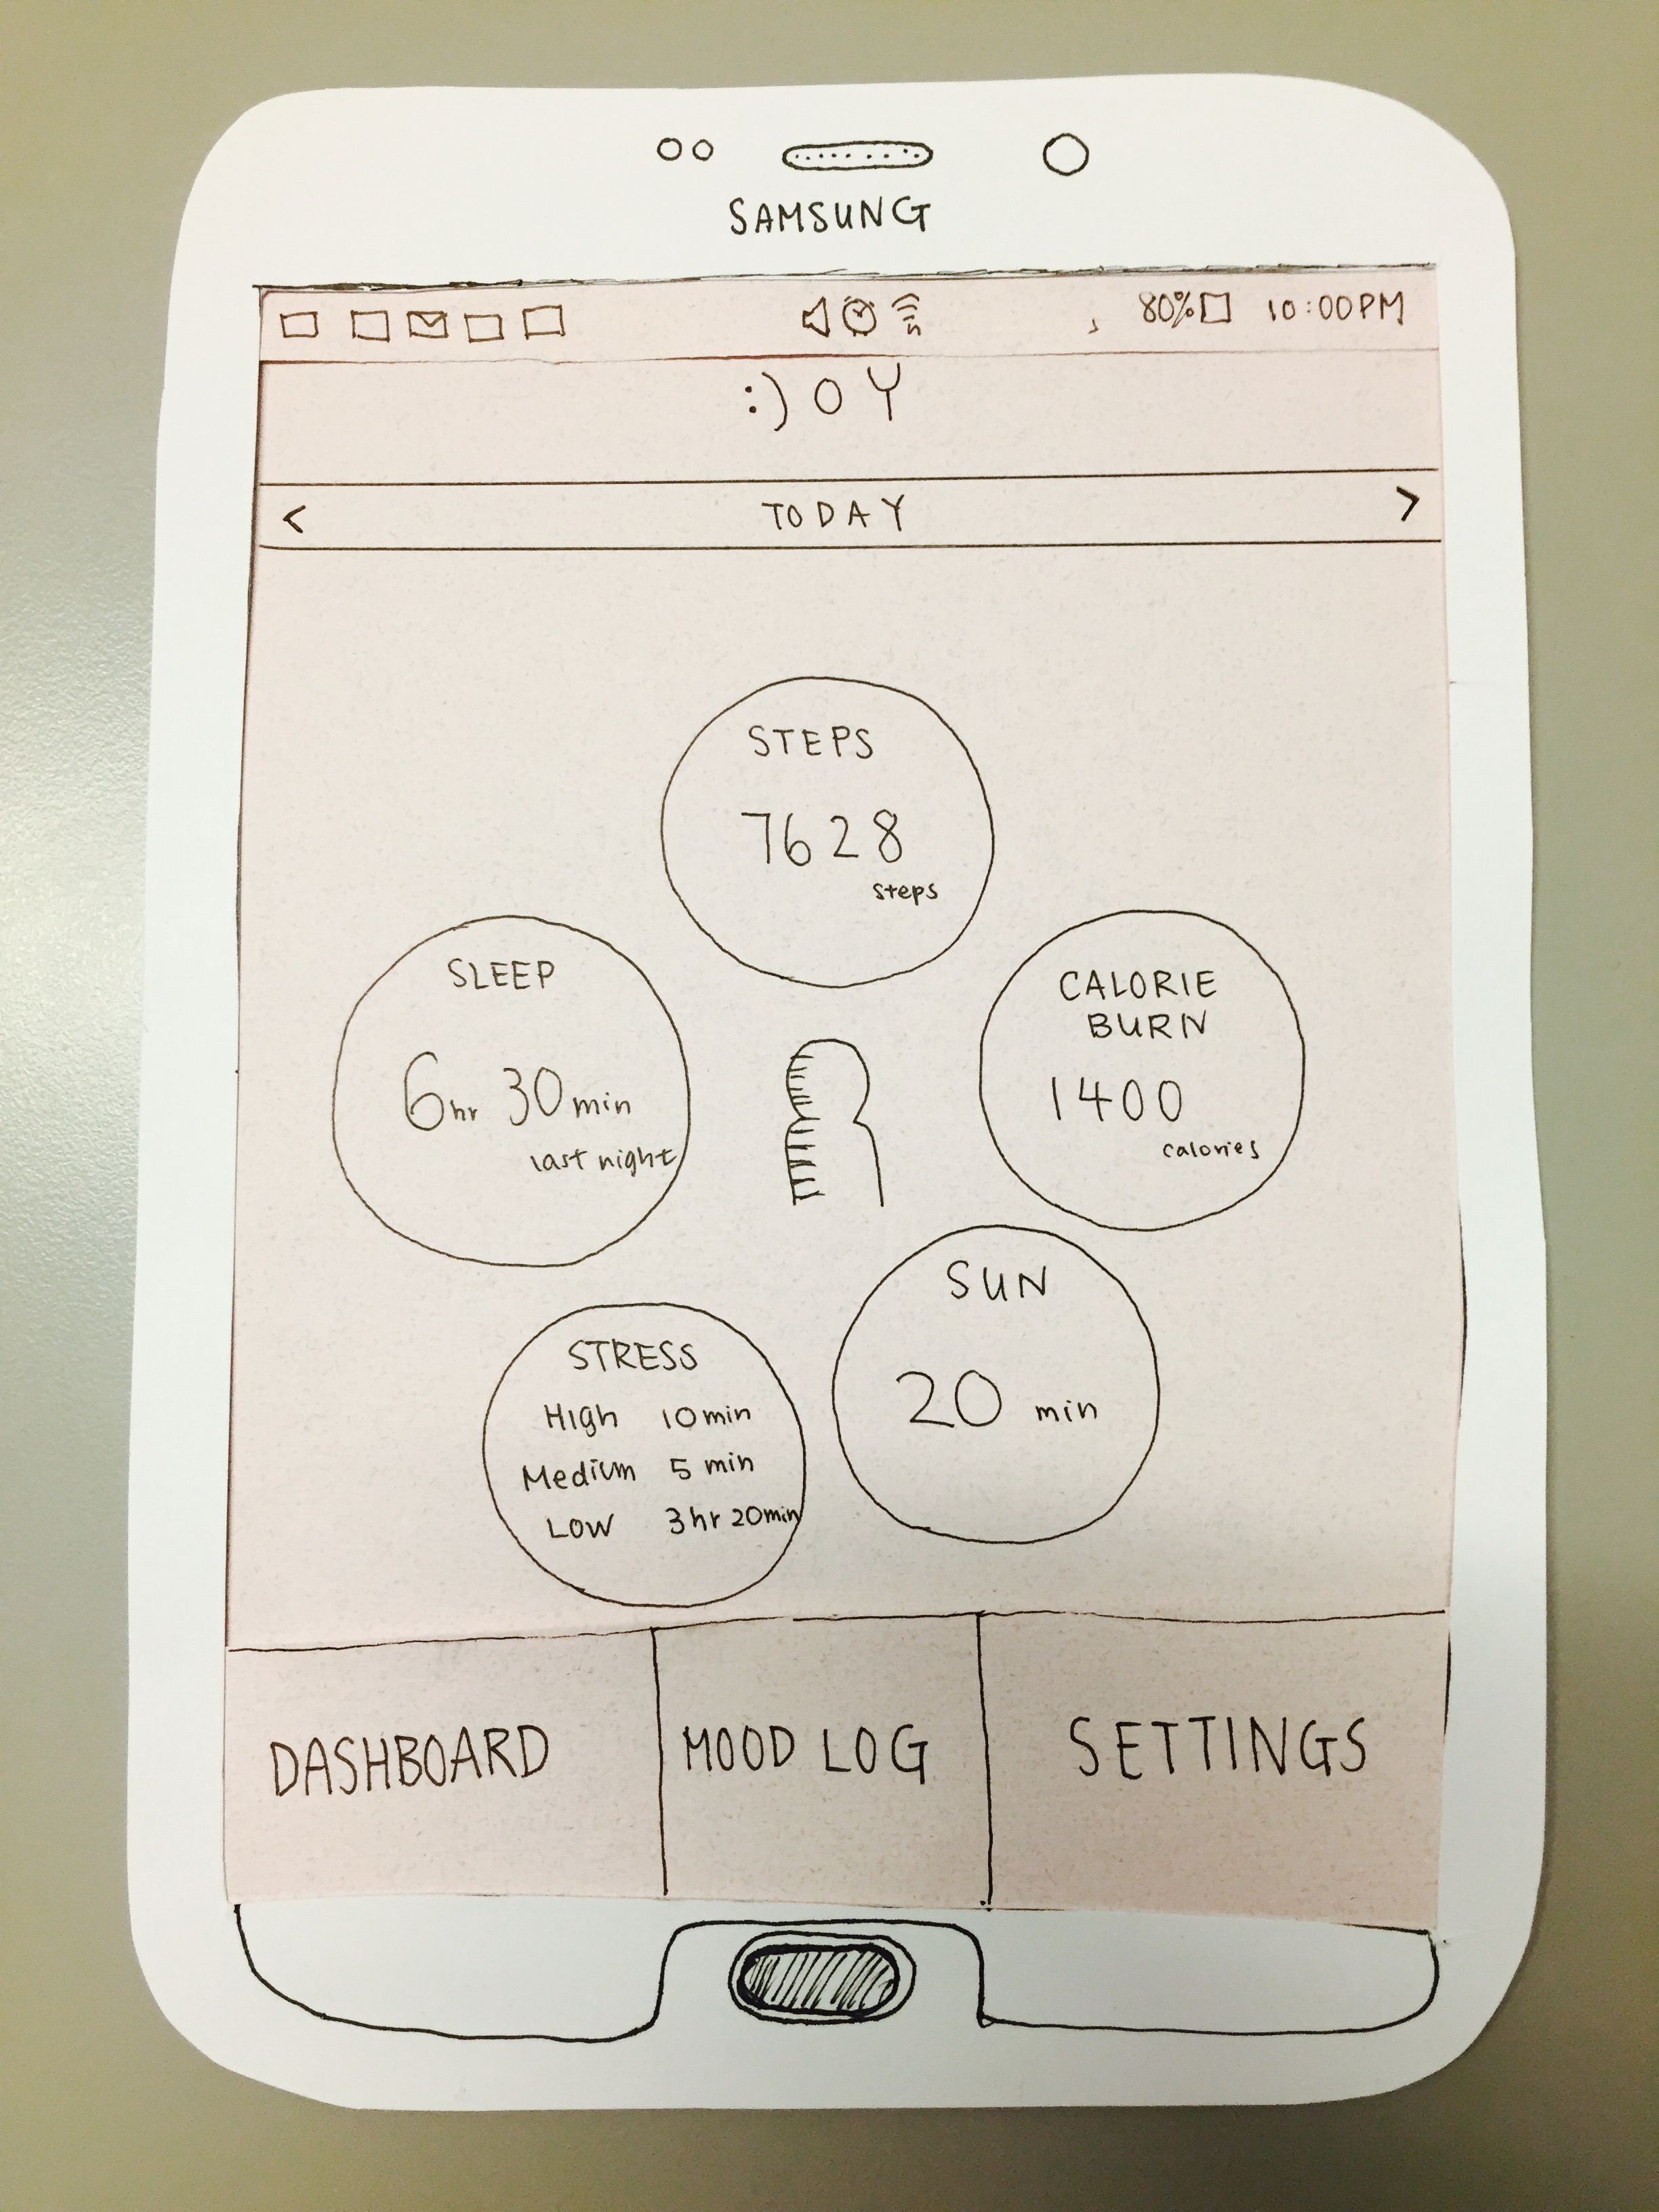 SAMSUNG
80% 10:00PM
:) O Y
< TODAY >
STEPS
7628
steps
SLEEP
6hr 30min
last night
CALORIE
BURN
1400
calories
SUN
20 min
STRESS
High 10min
Medium 5 min
Low 3hr 20min
DASHBOARD MOOD LOG SETTINGS